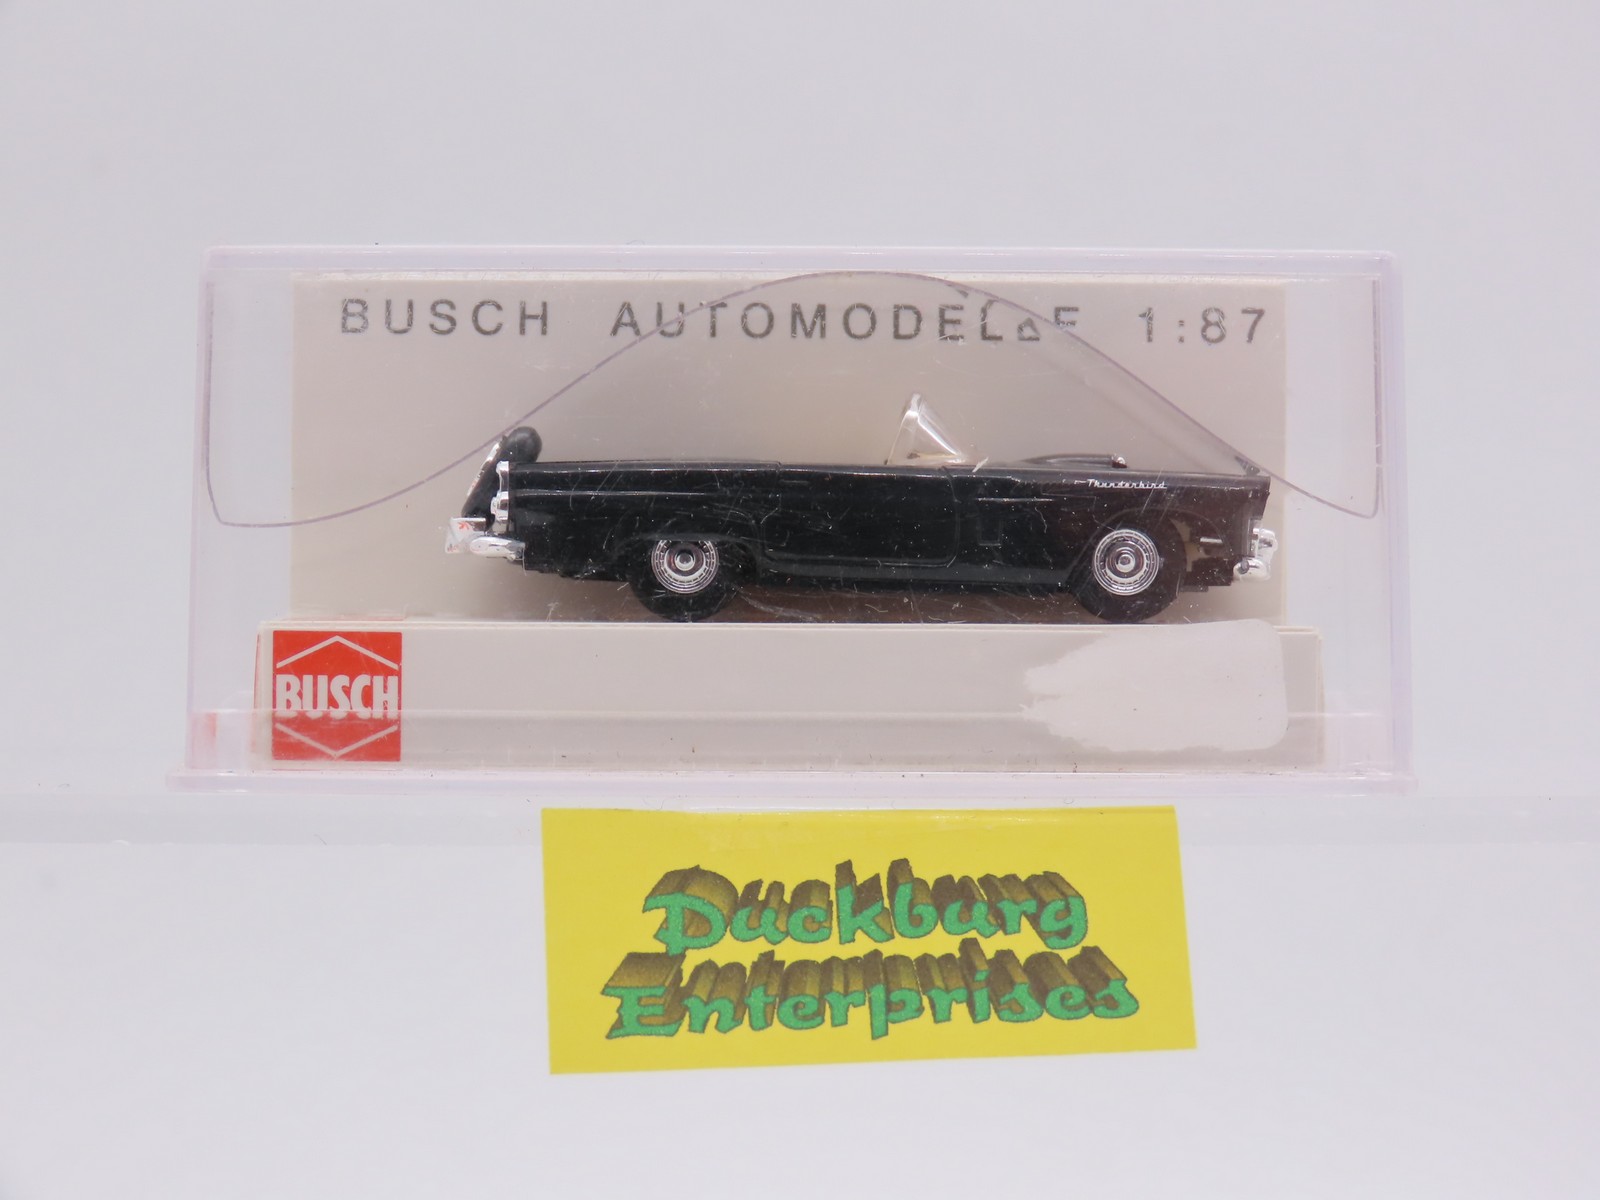 BUSCH AUTOMODELLE 1:87
Thunderbird
BUSCH
Duckburg
Enterprises